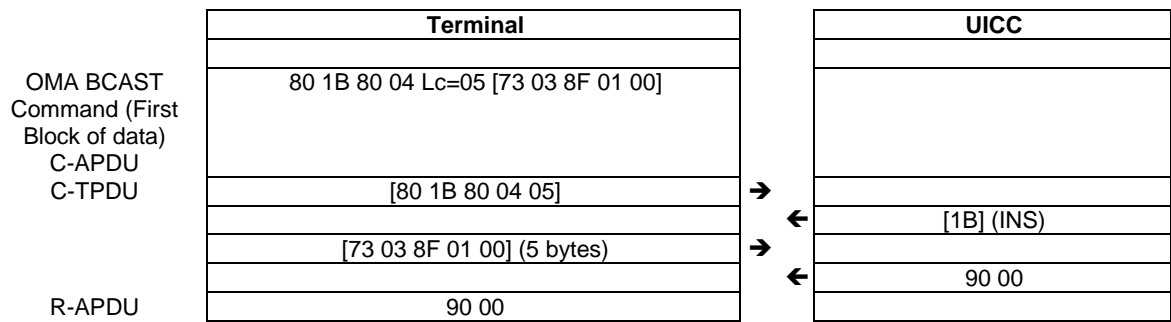 Terminal UICC
OMA BCAST 80 1B 80 04 Lc=05 [73 03 8F 01 00]
Command (First
Block of data)
C-APDU
C-TPDU [80 1B 80 04 05] ➔
🡸 [1B] (INS)
[73 03 8F 01 00] (5 bytes) ➔
🡸 90 00
R-APDU 90 00